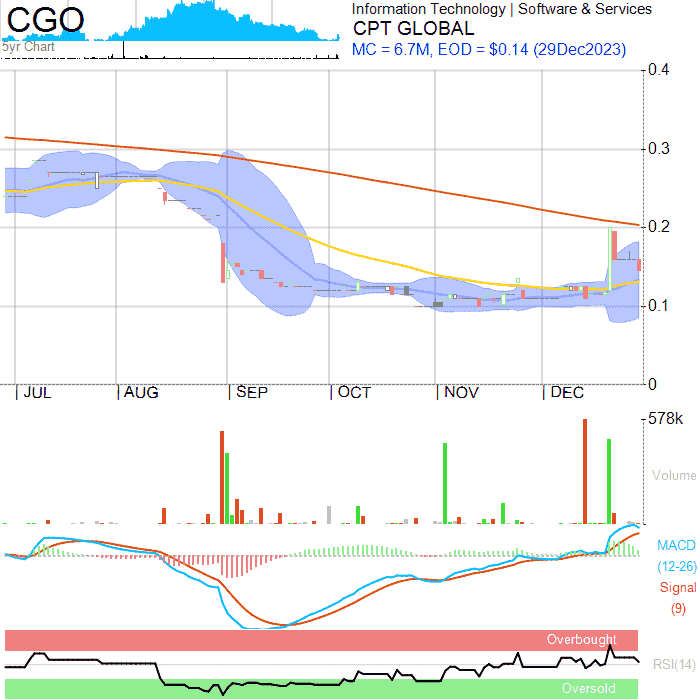 CGO
5yr Chart
Information Technology | Software & Services
CPT GLOBAL
MC = 6.7M, EOD = $0.14 (29Dec2023)
0.4
0.3
0.2
0.1
0
JUL
AUG
SEP
OCT
NOV
DEC
578k
Volume
MACD
(12-26)
Signal
(9)
Overbought
RSI(14)
Oversold